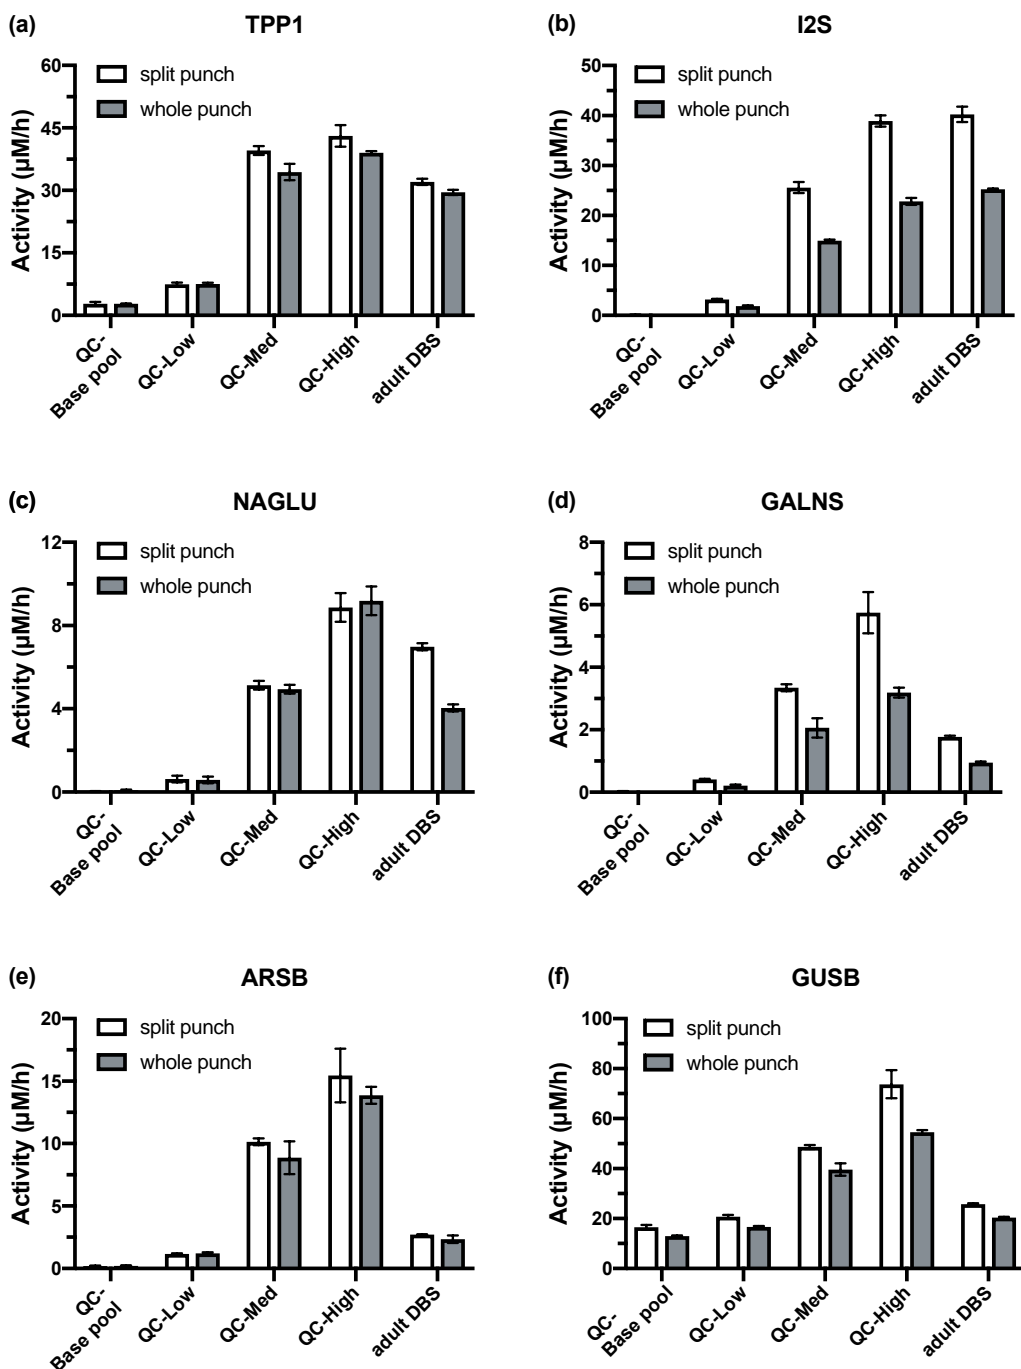 (a)
TPP1
Activity (µM/h)
60
45
30
15
0
split punch
whole punch
QC-
Base pool
QC-Low
QC-Med
QC-High
adult DBS
(b)
I2S
Activity (µM/h)
50
40
30
20
10
0
split punch
whole punch
QC-
Base pool
QC-Low
QC-Med
QC-High
adult DBS
(c)
NAGLU
Activity (µM/h)
12
8
4
0
split punch
whole punch
QC-
Base pool
QC-Low
QC-Med
QC-High
adult DBS
(d)
GALNS
Activity (µM/h)
8
6
4
2
0
split punch
whole punch
QC-
Base pool
QC-Low
QC-Med
QC-High
adult DBS
(e)
ARSB
Activity (µM/h)
20
15
10
5
0
split punch
whole punch
QC-
Base pool
QC-Low
QC-Med
QC-High
adult DBS
(f)
GUSB
Activity (µM/h)
100
80
60
40
20
0
split punch
whole punch
QC-
Base pool
QC-Low
QC-Med
QC-High
adult DBS